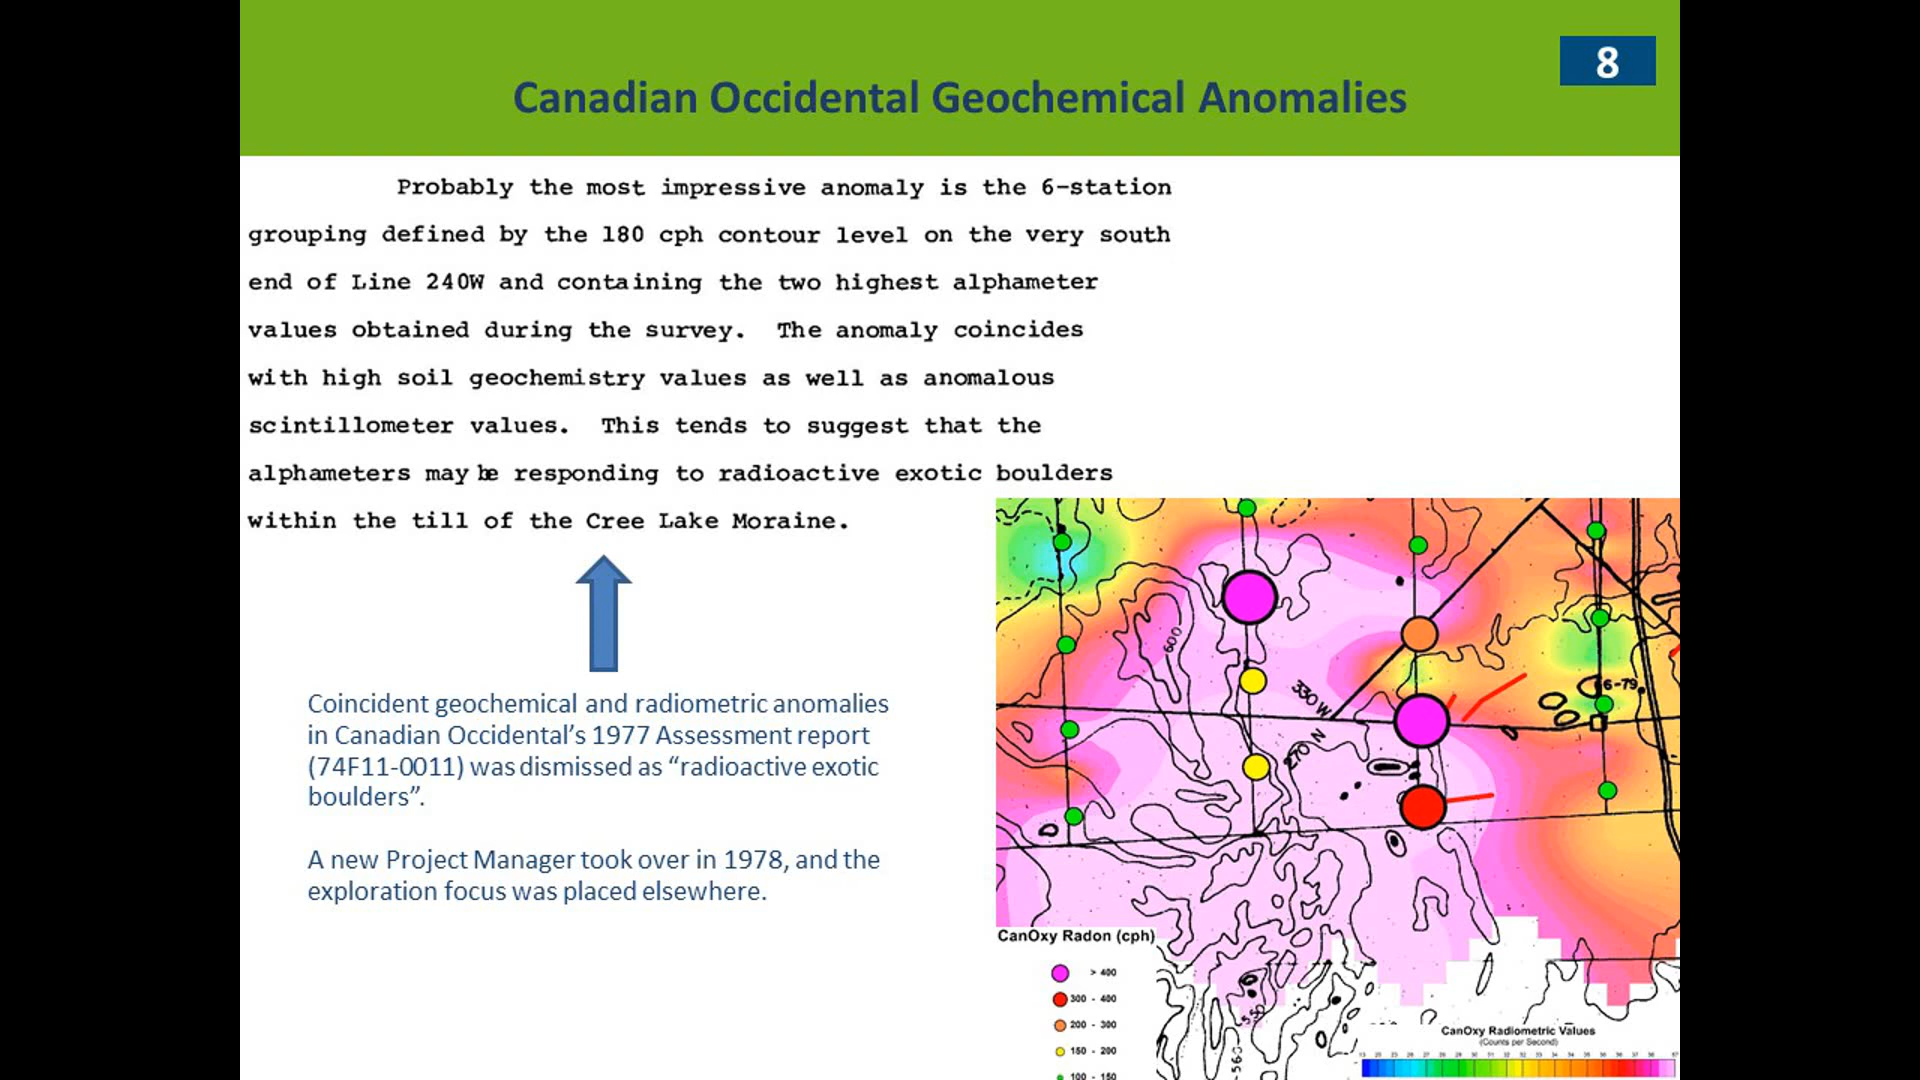 8
Canadian Occidental Geochemical Anomalies
Probably the most impressive anomaly is the 6-station
grouping defined by the 180 cph contour level on the very south
end of Line 240W and containing the two highest alphameter
values obtained during the survey. The anomaly coincides
with high soil geochemistry values as well as anomalous
scintillometer values. This tends to suggest that the
alphameters may be responding to radioactive exotic boulders
within the till of the Cree Lake Moraine.
Coincident geochemical and radiometric anomalies
in Canadian Occidental's 1977 Assessment report
(74F11-0011) was dismissed as “radioactive exotic
boulders”.
A new Project Manager took over in 1978, and the
exploration focus was placed elsewhere.
600
330 W
270 N
6-79
560
CanOxy Radon (cph)
> 400
300 - 400
200 - 300
150 - 200
100 - 150
CanOxy Radiometric Values
(Counts per Second)